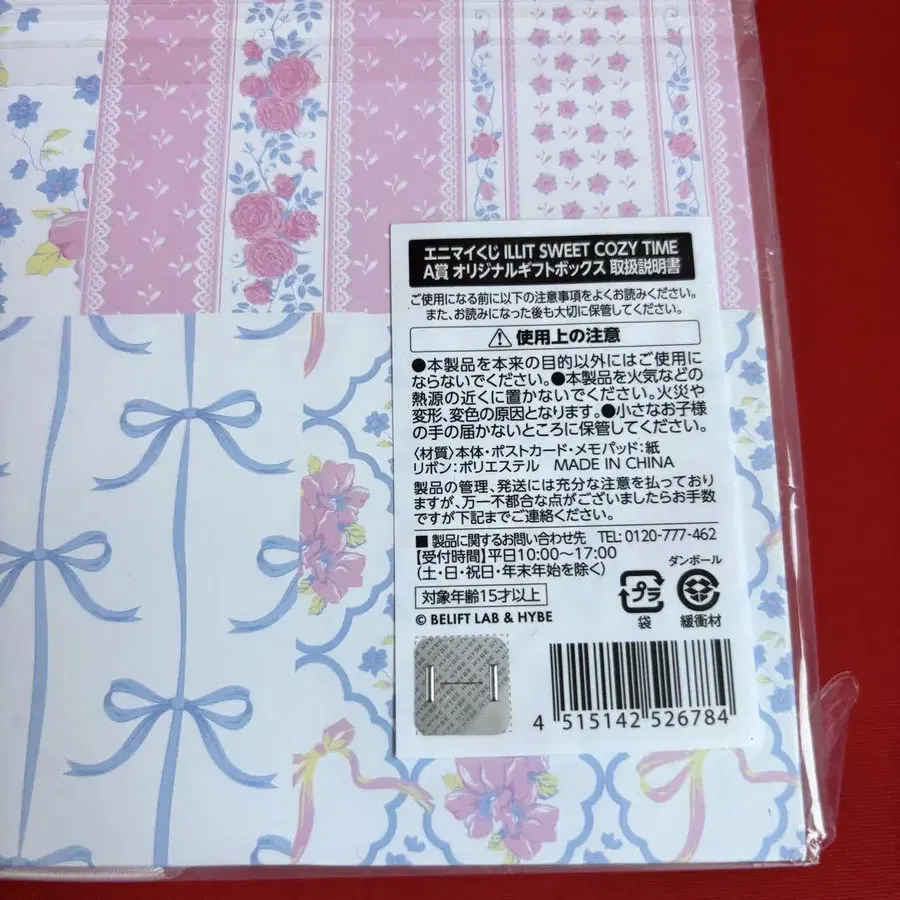 エニマイくじ ILLIT SWEET COZY TIME
A賞 オリジナルギフトボックス 取扱説明書
ご使用になる前に以下の注意事項をよくお読みください。
また、お読みになった後も大切に保管してください。
使用上の注意
●本製品を本来の目的以外にはご使用に
ならないでください。●本製品を火気などの
熱源の近くに置かないでください。火災や
変形、変色の原因となります。●小さなお子様
の手の届かないところに保管してください。
〈材質〉本体・ポストカード・メモパッド:紙
リボン:ポリエステル MADE IN CHINA
製品の管理、発送には充分な注意を払っており
ますが、万一不都合な点がございましたらお手数
ですが下記までご連絡ください。
■製品に関するお問い合わせ先 TEL: 0120-777-462
【受付時間】平日10:00〜17:00
(土・日・祝日・年末年始を除く)
対象年齢15才以上
© BELIFT LAB & HYBE
プラ
袋
ダンボール
緩衝材
HYBE HYBE HYBE
4 515142 526784